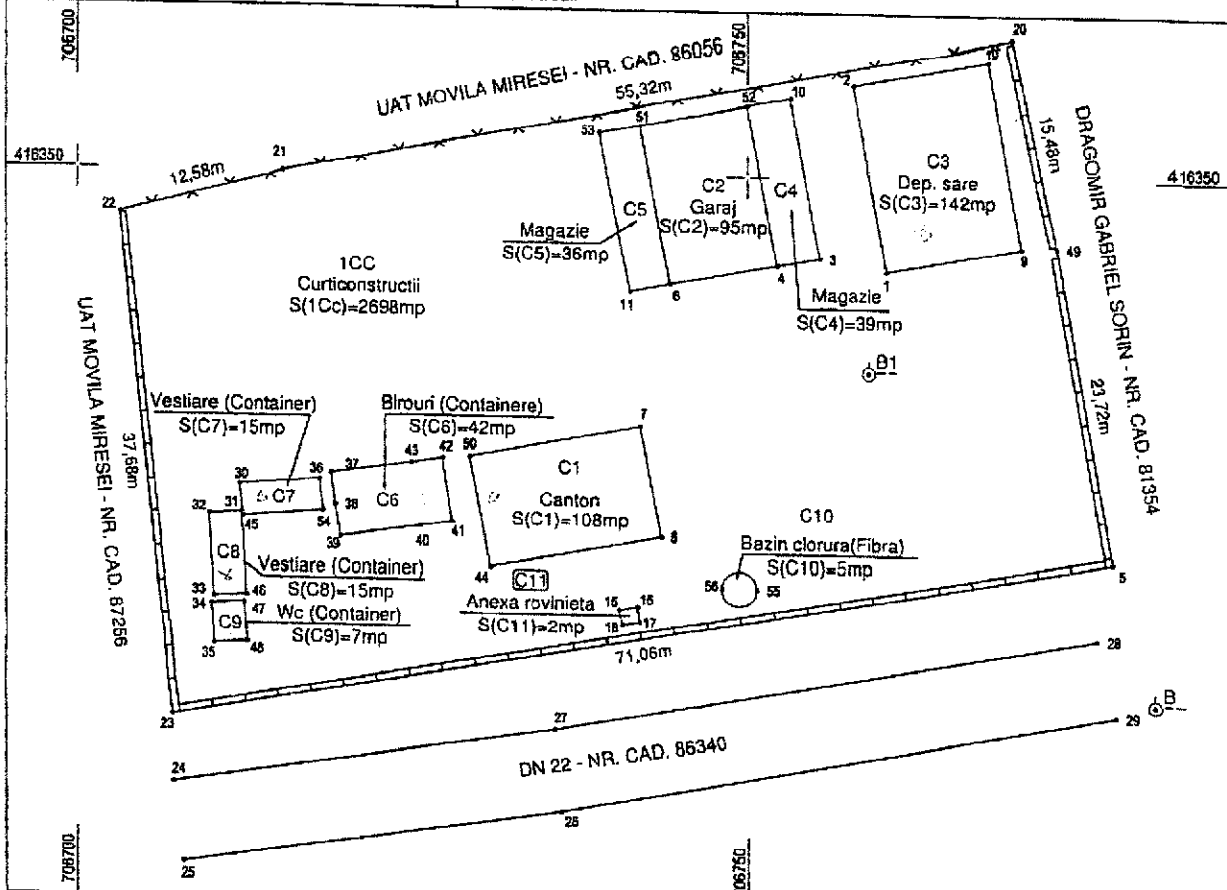 706700
706750
20
UAT MOVILA MIRESEI - NR. CAD. 86056
55,32m
52
10
2
19
53
51
416350
12,58m
21
416350
22
15,48m
DRAGOMIR GABRIEL SORIN - NR. CAD. 81354
C3
Dep. sare
S(C3)=142mp
C2
Garaj
S(C2)=95mp
C4
C5
Magazie
S(C5)=36mp
1CC
Curticonstructii
S(1Cc)=2698mp
11
6
4
3
1
9
49
Magazie
S(C4)=39mp
UAT MOVILA MIRESEI - NR. CAD. 87256
37,68m
B1
23,72m
Vestiare (Container)
S(C7)=15mp
Birouri (Containere)
S(C6)=42mp
7
50
42
43
37
36
30
C1
Canton
S(C1)=108mp
C7
C6
38
32
31
45
54
39
40
41
C8
C10
Bazin clorura(Fibra)
S(C10)=5mp
8
44
C11
Vestiare (Container)
S(C8)=15mp
33
46
34
47
Wc (Container)
S(C9)=7mp
C9
35
48
Anexa rovinieta
S(C11)=2mp
15
16
18
17
56
55
5
71,06m
23
28
27
24
29
B
DN 22 - NR. CAD. 86340
26
25
706700
706750